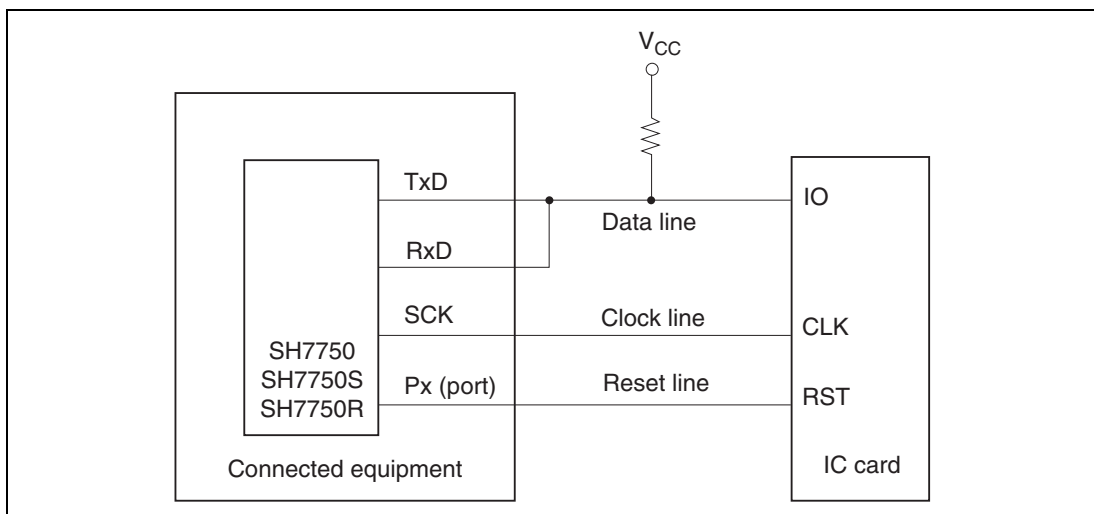 VCC
TxD
IO
Data line
RxD
SCK
Clock line
CLK
SH7750
SH7750S
SH7750R
Px (port)
Reset line
RST
Connected equipment
IC card